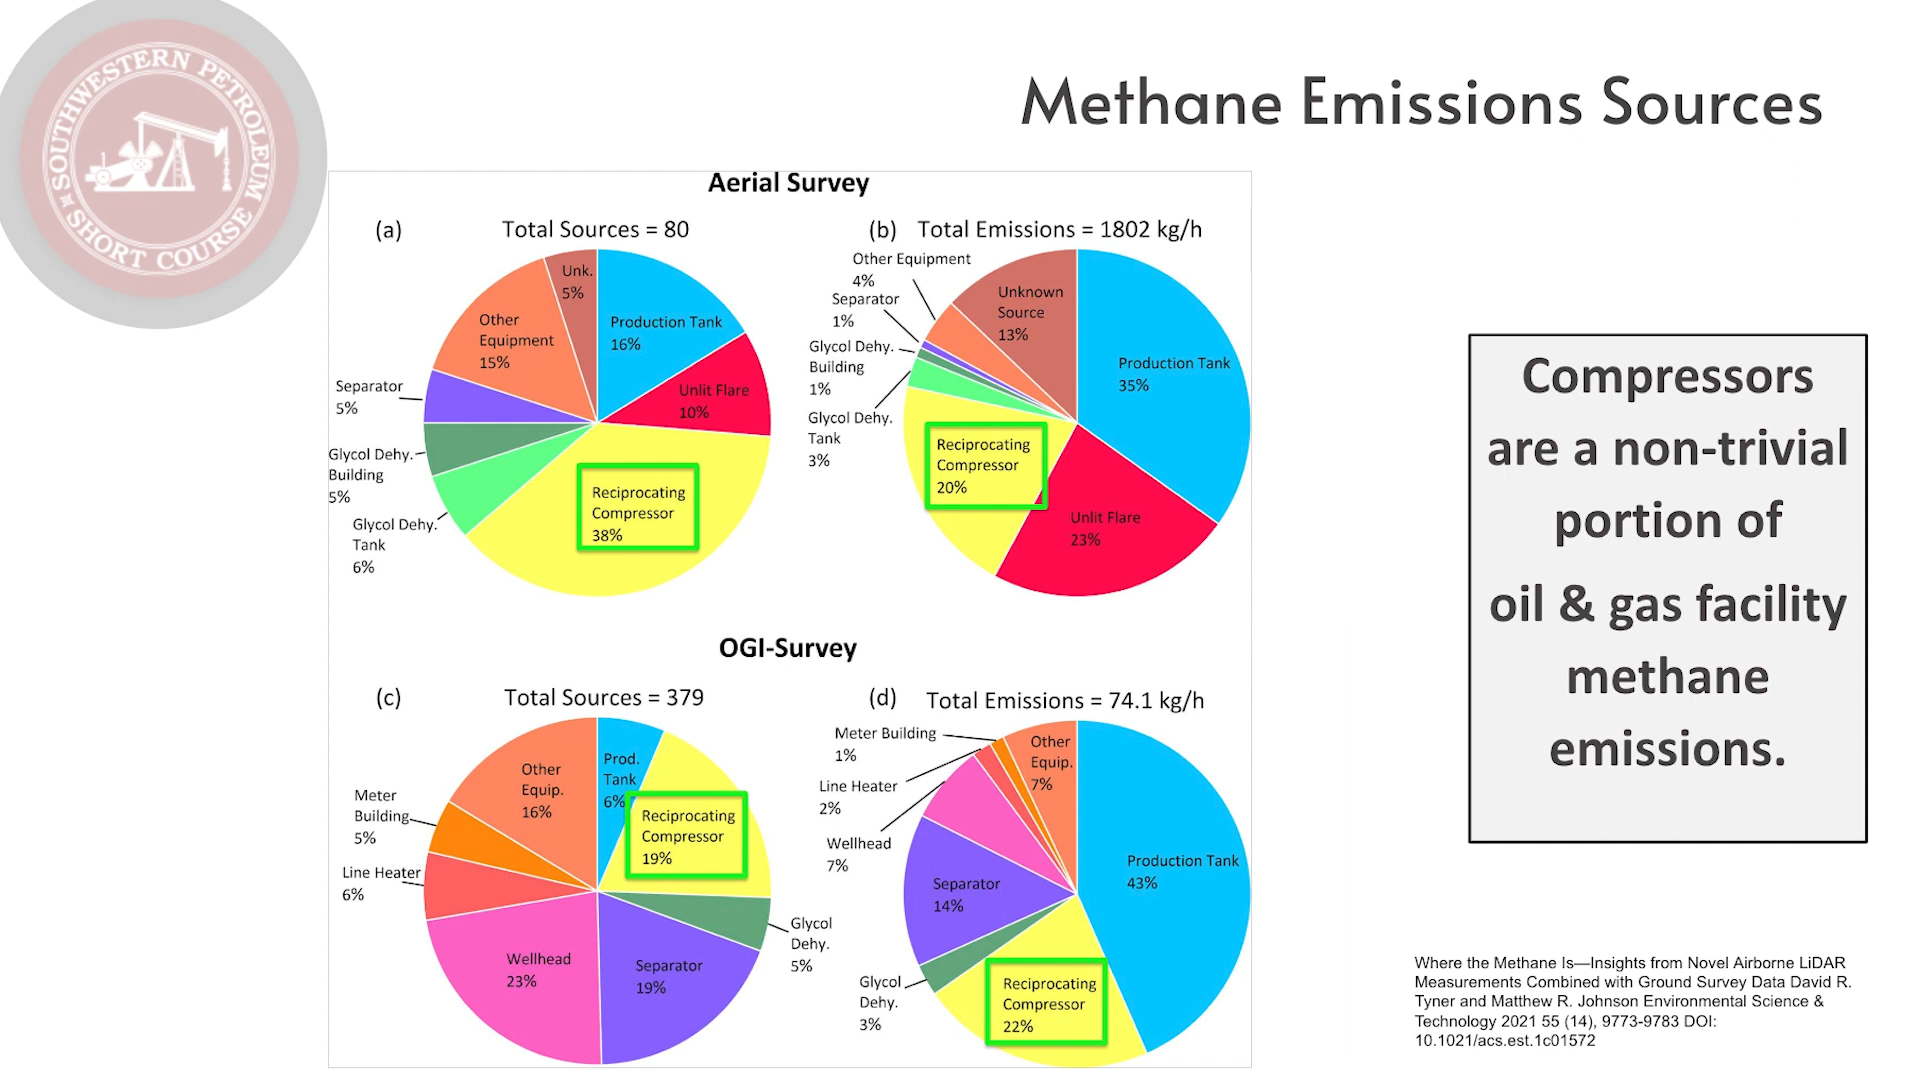 SOUTHWESTERN PETROLEUM
SHORT COURSE
Methane Emissions Sources
Aerial Survey
(a)
Total Sources = 80
Unk.
5%
Production Tank
16%
Other
Equipment
15%
Unlit Flare
10%
Separator
5%
Glycol Dehy.
Building
5%
Glycol Dehy.
Tank
6%
Reciprocating
Compressor
38%
(b)
Total Emissions = 1802 kg/h
Other Equipment
4%
Separator
1%
Glycol Dehy.
Building
1%
Glycol Dehy.
Tank
3%
Unknown
Source
13%
Production Tank
35%
Reciprocating
Compressor
20%
Unlit Flare
23%
OGI-Survey
(c)
Total Sources = 379
Prod.
Tank
6%
Other
Equip.
16%
Meter
Building
5%
Line Heater
6%
Reciprocating
Compressor
19%
Glycol
Dehy.
5%
Wellhead
23%
Separator
19%
(d)
Total Emissions = 74.1 kg/h
Meter Building
1%
Line Heater
2%
Wellhead
7%
Other
Equip.
7%
Production Tank
43%
Separator
14%
Glycol
Dehy.
3%
Reciprocating
Compressor
22%
Compressors
are a non-trivial
portion of
oil & gas facility
methane
emissions.
Where the Methane Is—Insights from Novel Airborne LiDAR
Measurements Combined with Ground Survey Data David R.
Tyner and Matthew R. Johnson Environmental Science &
Technology 2021 55 (14), 9773-9783 DOI:
10.1021/acs.est.1c01572